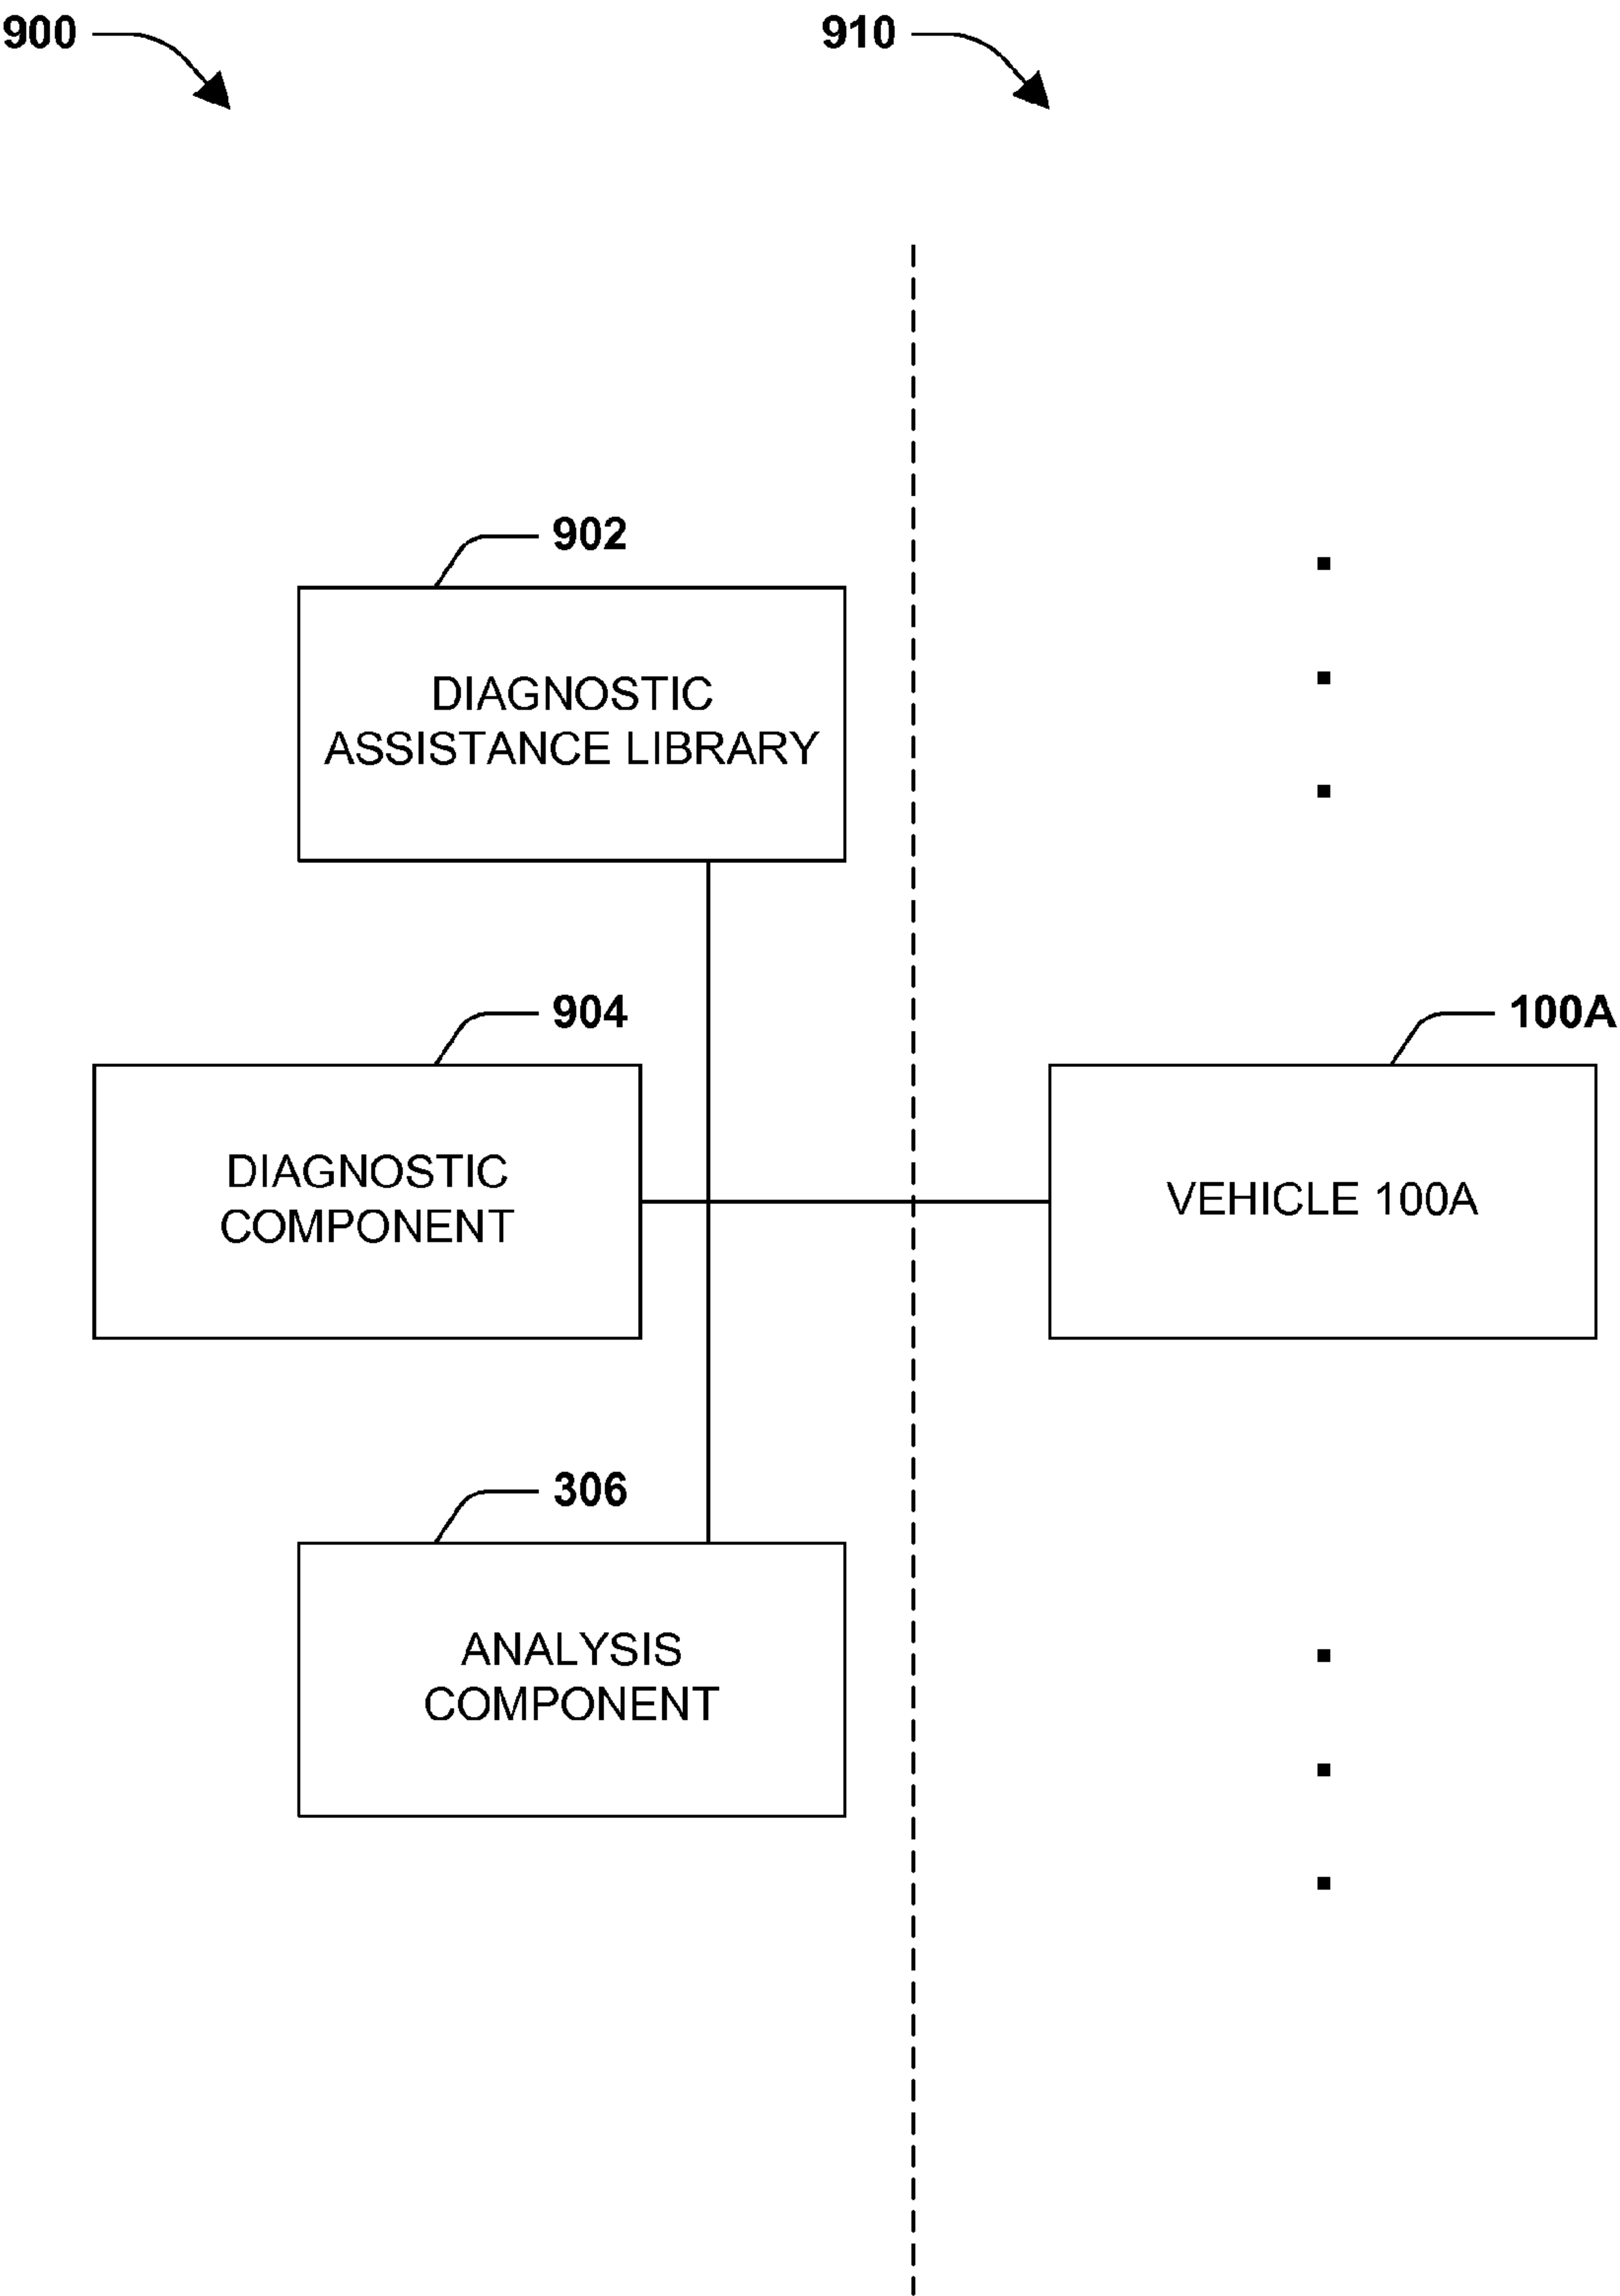 900
910
902
DIAGNOSTIC
ASSISTANCE LIBRARY
904
100A
DIAGNOSTIC
COMPONENT
VEHICLE 100A
306
ANALYSIS
COMPONENT